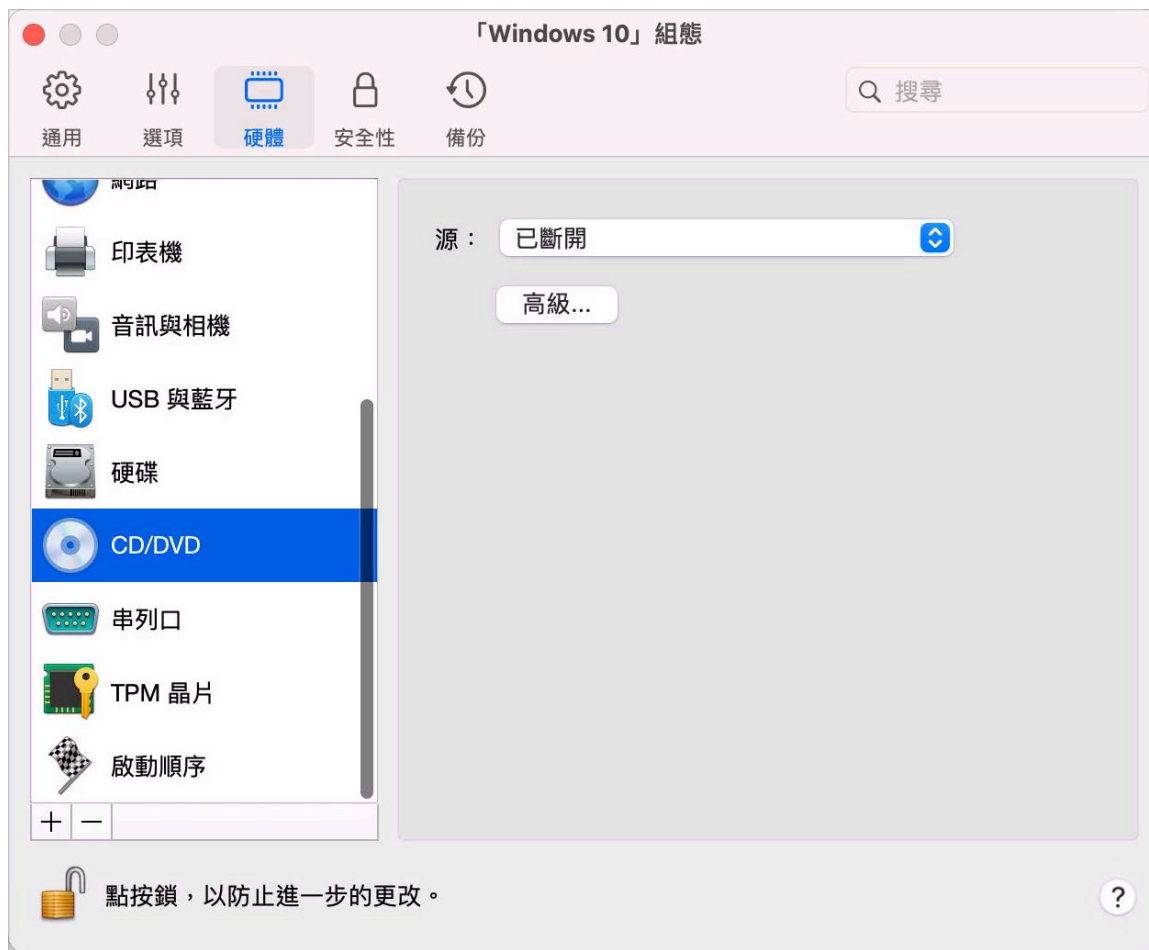 「Windows 10」組態
通用
選項
硬體
安全性
備份
搜尋
網路
印表機
音訊與相機
USB 與藍牙
硬碟
CD/DVD
串列口
TPM 晶片
啟動順序
源：
已斷開
高級...
點按鎖，以防止進一步的更改。
?